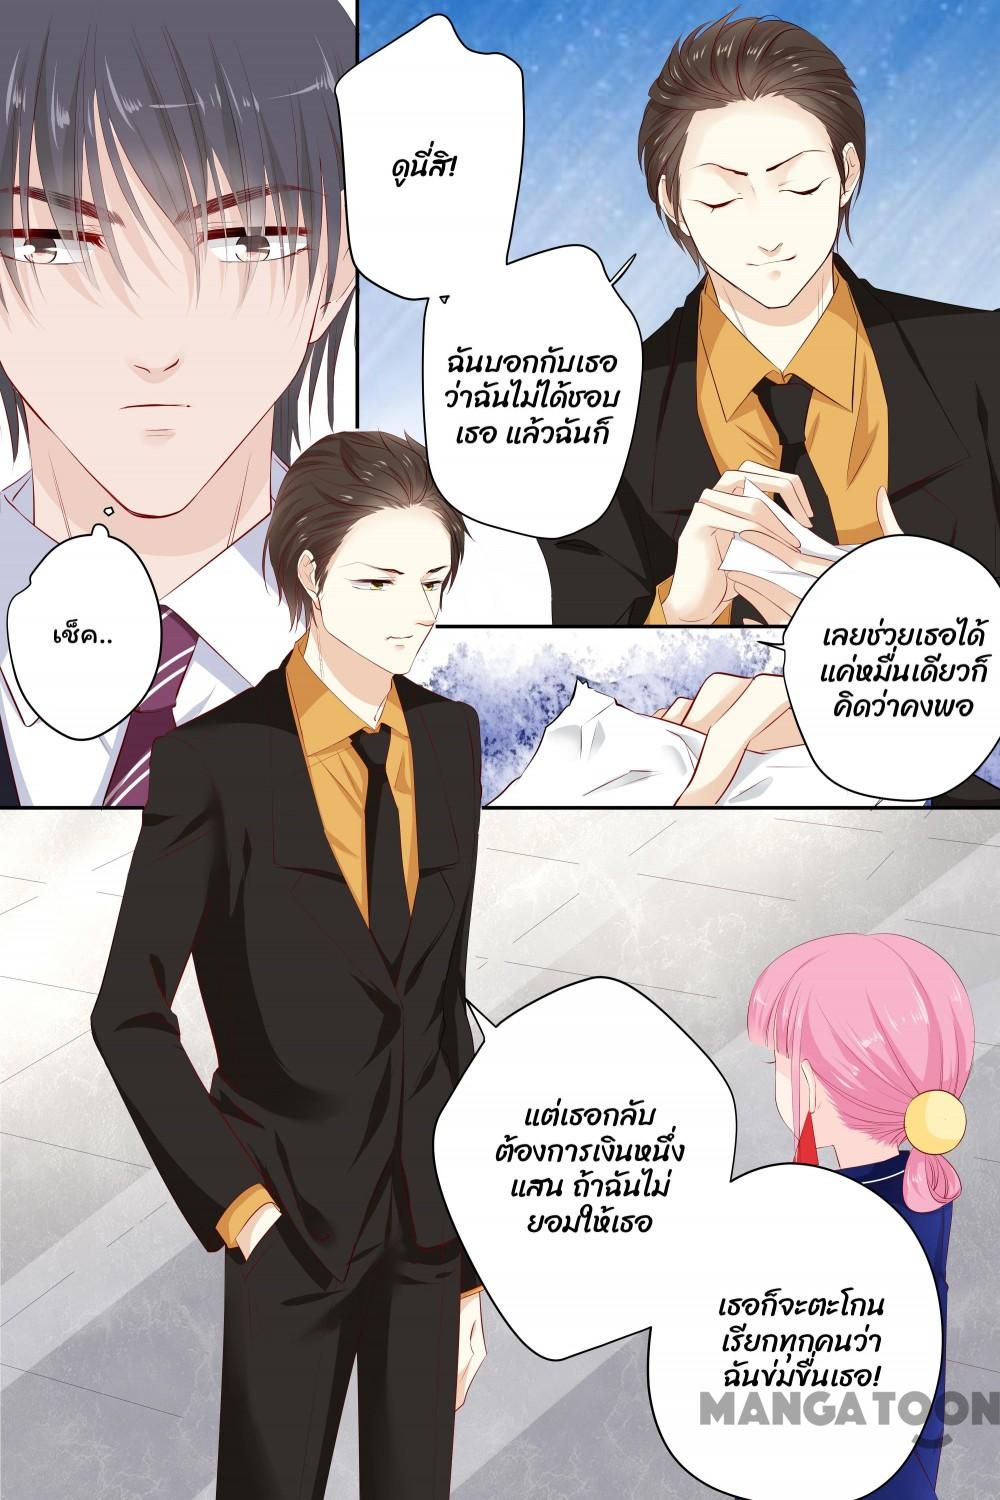 ดูนี่สิ!
ฉันบอกกับเธอ
ว่าฉันไม่ได้ชอบ
เธอ แล้วฉันก็
เช็ค..
เลยช่วยเธอได้
แค่หมื่นเดียวก็
คิดว่าคงพอ
แต่เธอกลับ
ต้องการเงินหนึ่ง
แสน ถ้าฉันไม่
ยอมให้เธอ
เธอก็จะตะโกน
เรียกทุกคนว่า
ฉันข่มขื่นเธอ!
MANGATOON